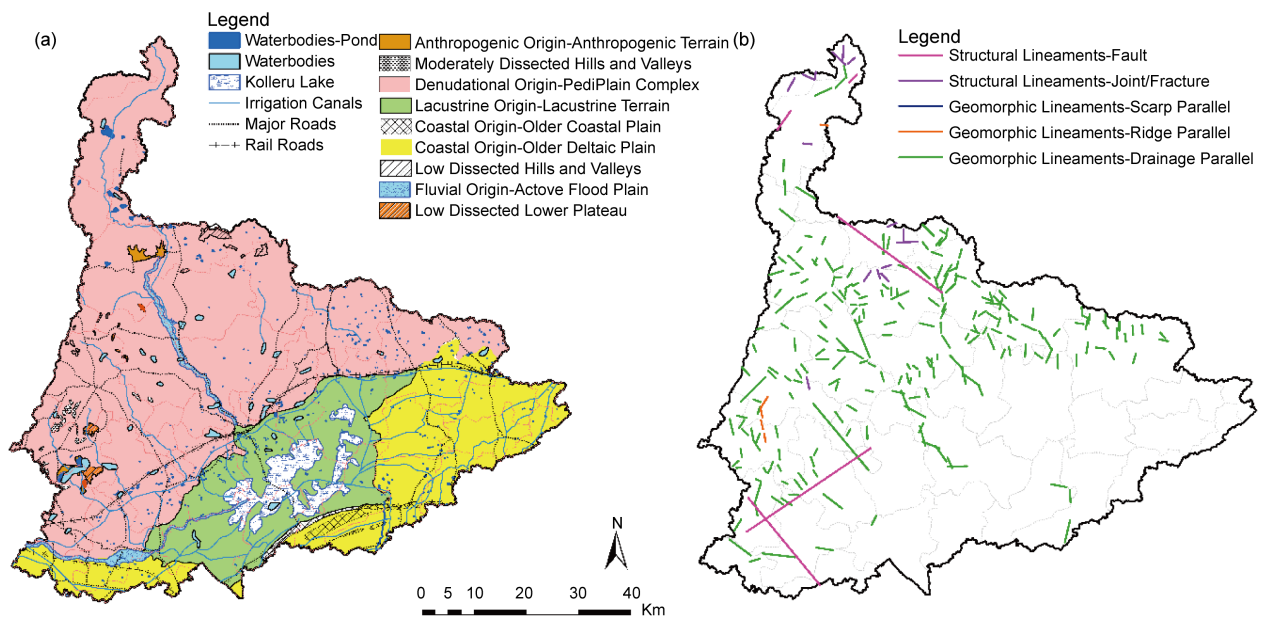 (a)
Legend
Waterbodies-Pond
Waterbodies
Kolleru Lake
Irrigation Canals
Major Roads
Rail Roads
Anthropogenic Origin-Anthropogenic Terrain
Moderately Dissected Hills and Valleys
Denudational Origin-PediPlain Complex
Lacustrine Origin-Lacustrine Terrain
Coastal Origin-Older Coastal Plain
Coastal Origin-Older Deltaic Plain
Low Dissected Hills and Valleys
Fluvial Origin-Actove Flood Plain
Low Dissected Lower Plateau
(b)
Legend
Structural Lineaments-Fault
Structural Lineaments-Joint/Fracture
Geomorphic Lineaments-Scarp Parallel
Geomorphic Lineaments-Ridge Parallel
Geomorphic Lineaments-Drainage Parallel
N
0 5 10 20 30 40
Km